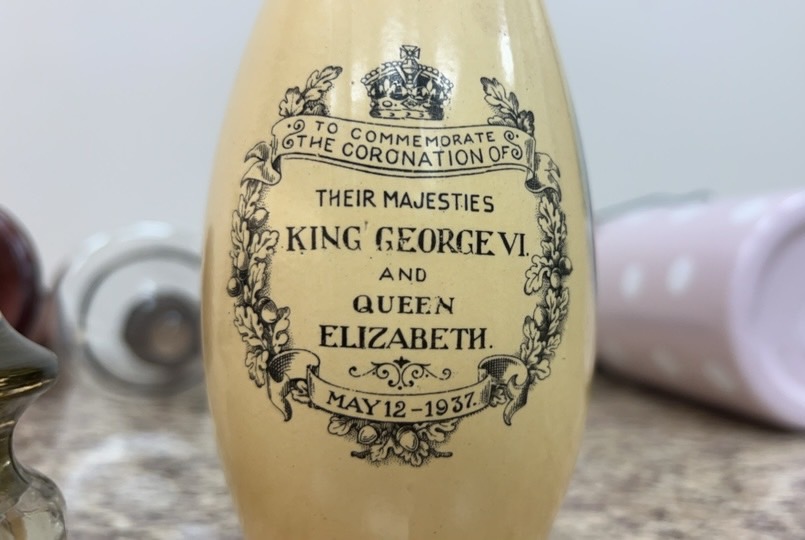 TO COMMEMORATE
THE CORONATION OF
THEIR MAJESTIES
KING GEORGE VI.
AND
QUEEN
ELIZABETH.
MAY 12-1937.